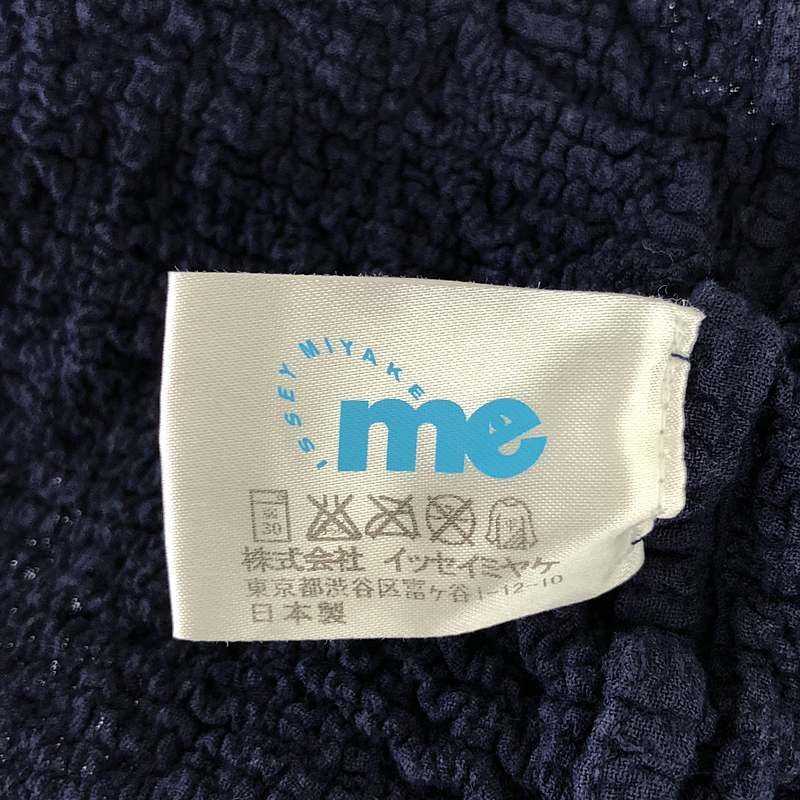 ISSEY MIYAKE
me
弱 30
株式会社 イッセイミヤケ
東京都渋谷区富ヶ谷1-12-10
日本製